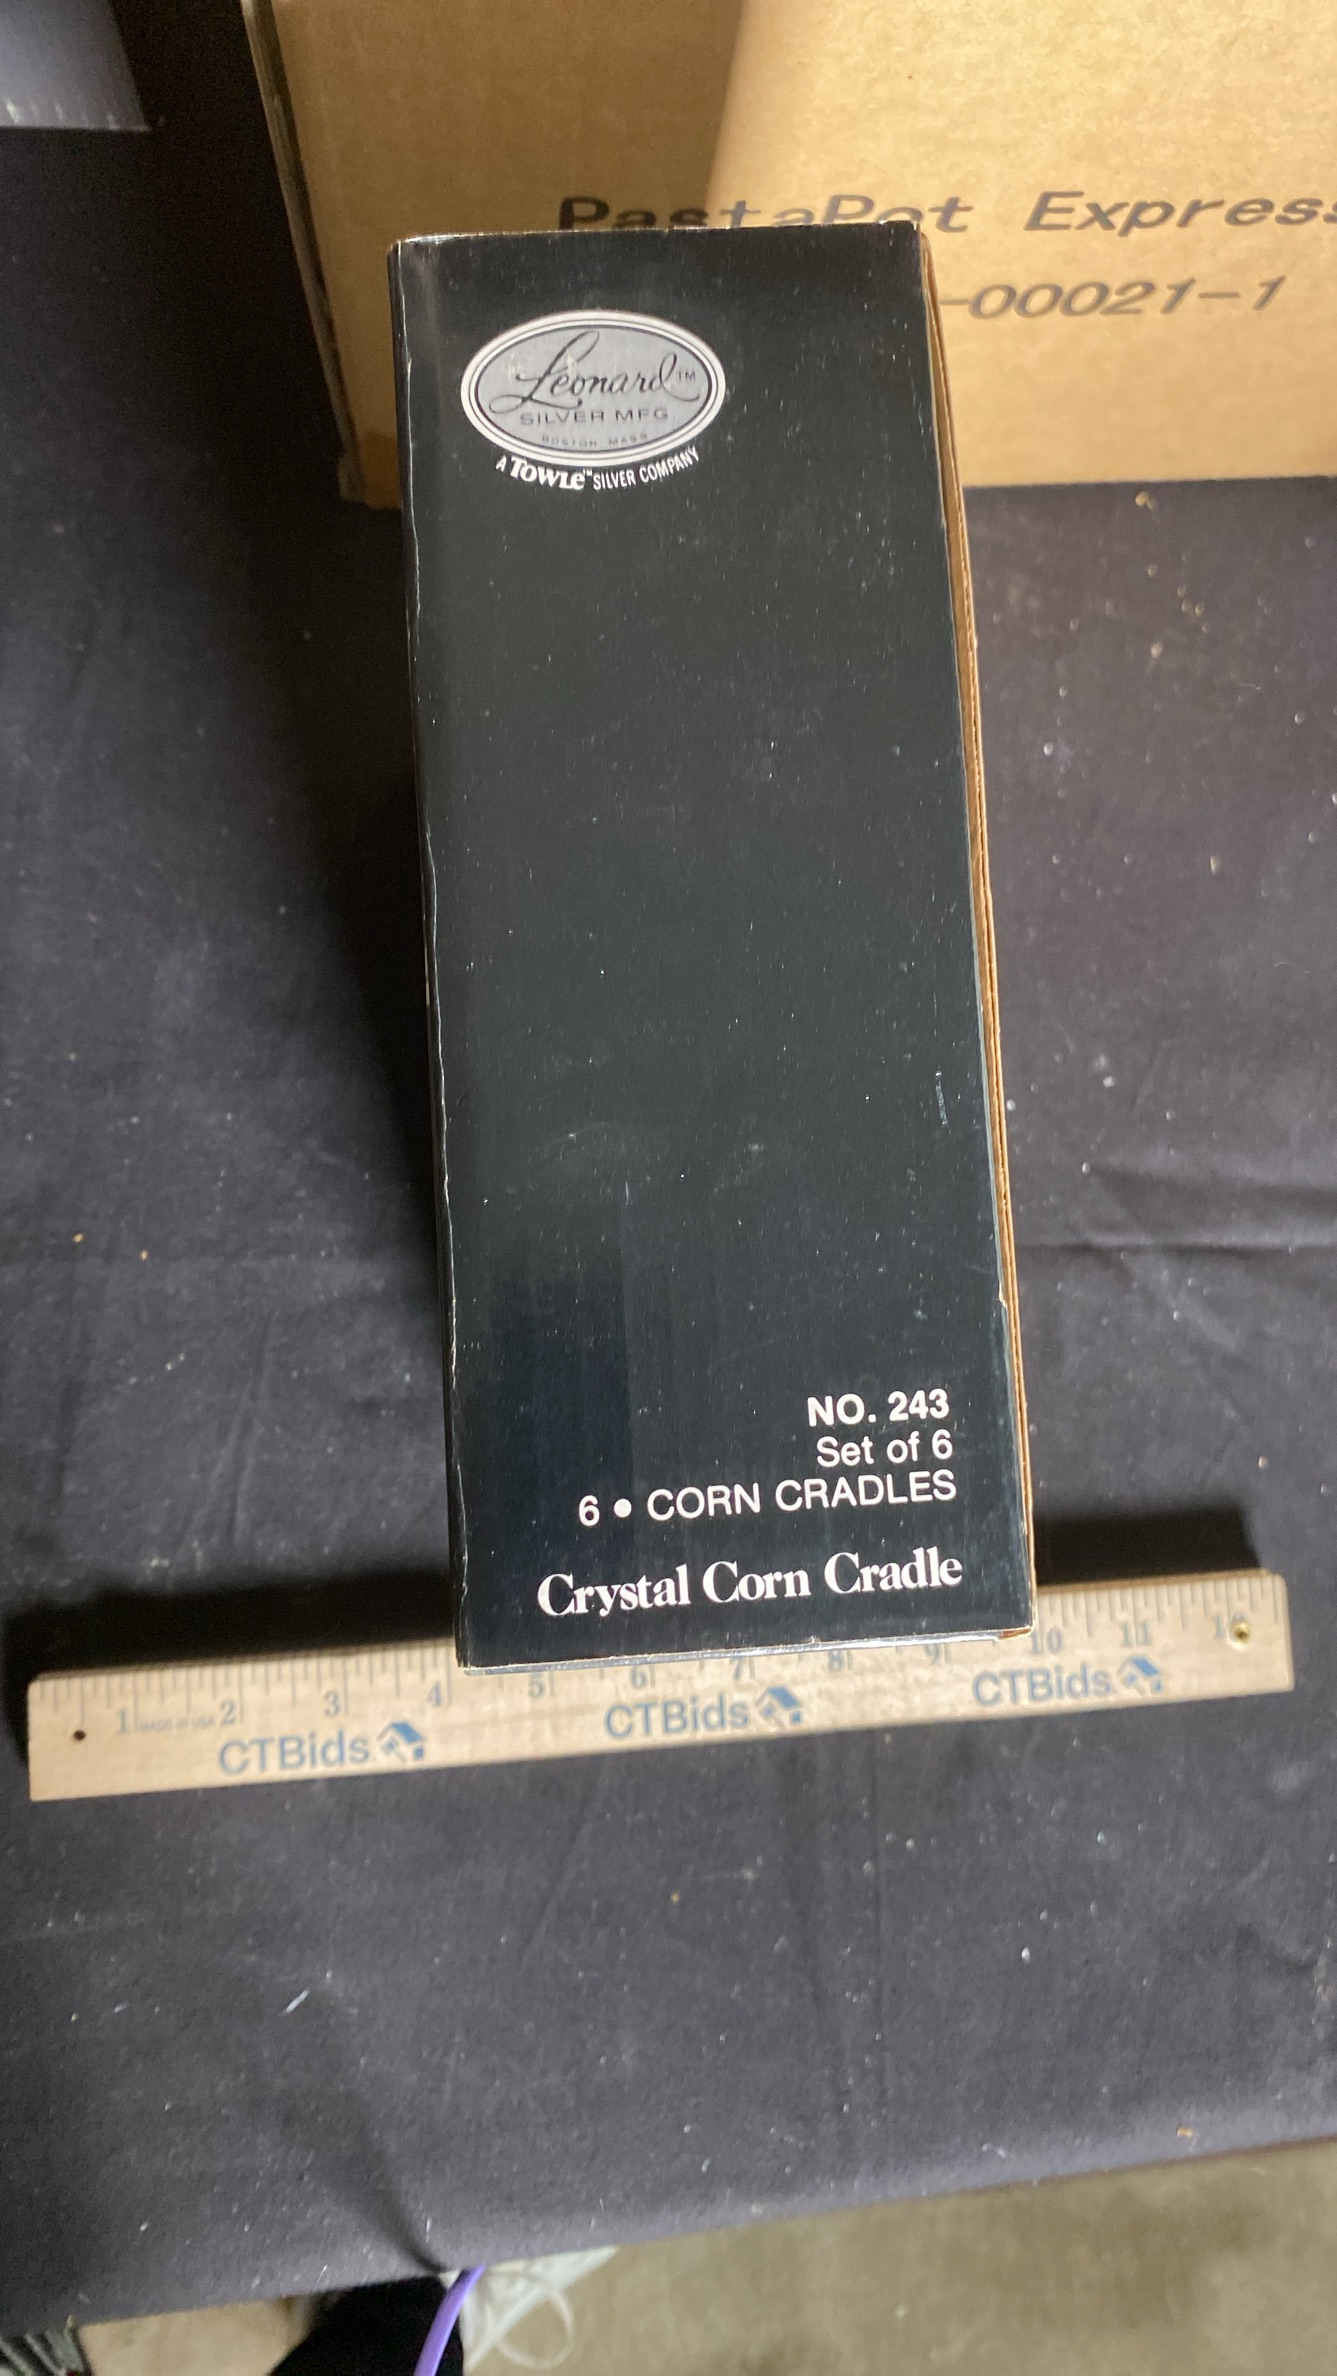 PastaPot Express
-00021-1
Leonard™
SILVER MFG
BOSTON MASS
A TOWLE™ SILVER COMPANY
NO. 243
Set of 6
6 • CORN CRADLES
Crystal Corn Cradle
1 MADE IN USA 2 3 4 5 6 7 8 9 10 11 12
CTBids CTBids CTBids